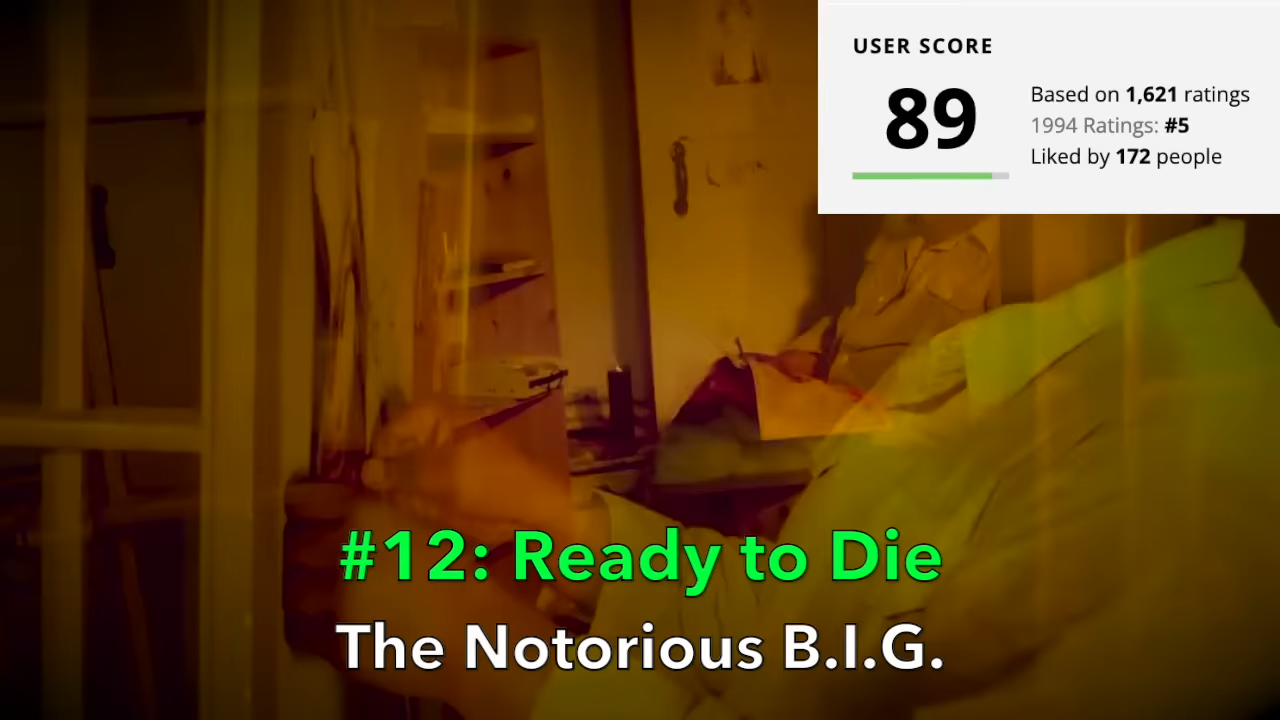 USER SCORE
89
Based on 1,621 ratings
1994 Ratings: #5
Liked by 172 people
#12: Ready to Die
The Notorious B.I.G.